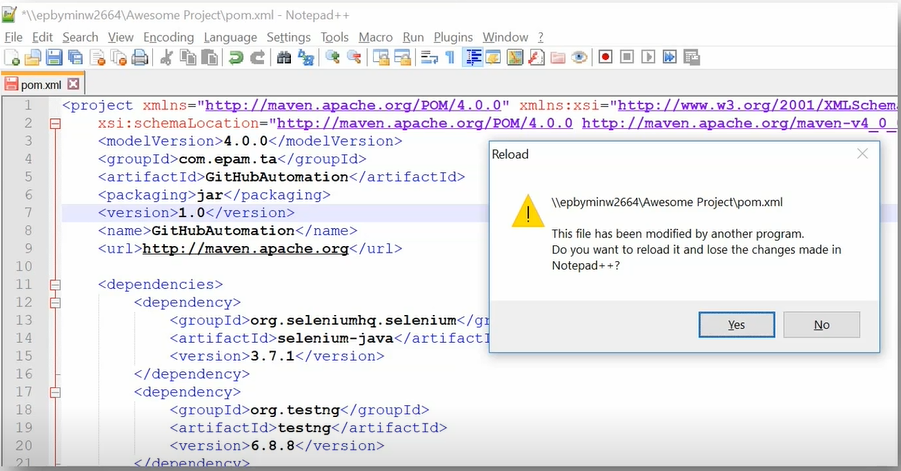 *\\epbyminw2664\Awesome Project\pom.xml - Notepad++
File Edit Search View Encoding Language Settings Tools Macro Run Plugins Window ?
pom.xml
1 <project xmlns="http://maven.apache.org/POM/4.0.0" xmlns:xsi="http://www.w3.org/2001/XMLSchema
2 xsi:schemaLocation="http://maven.apache.org/POM/4.0.0 http://maven.apache.org/maven-v4_0_
3 <modelVersion>4.0.0</modelVersion>
4 <groupId>com.epam.ta</groupId>
5 <artifactId>GitHubAutomation</artifactId>
6 <packaging>jar</packaging>
7 <version>1.0</version>
8 <name>GitHubAutomation</name>
9 <url>http://maven.apache.org</url>
10
11 <dependencies>
12 <dependency>
13 <groupId>org.seleniumhq.selenium</gr
14 <artifactId>selenium-java</artifactI
15 <version>3.7.1</version>
16 </dependency>
17 <dependency>
18 <groupId>org.testng</groupId>
19 <artifactId>testng</artifactId>
20 <version>6.8.8</version>
21 </dependency>
Reload
\\epbyminw2664\Awesome Project\pom.xml
This file has been modified by another program.
Do you want to reload it and lose the changes made in
Notepad++?
Yes No